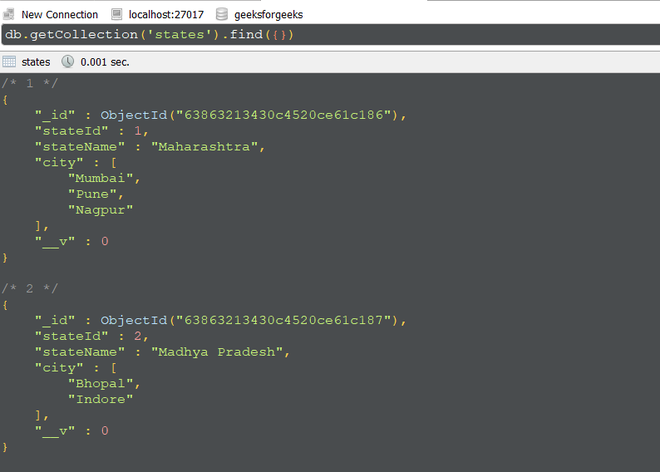 New Connection localhost:27017 geeksforgeeks
db.getCollection('states').find({})
states 0.001 sec.
/* 1 */
{
    "_id" : ObjectId("63863213430c4520ce61c186"),
    "stateId" : 1,
    "stateName" : "Maharashtra",
    "city" : [
        "Mumbai",
        "Pune",
        "Nagpur"
    ],
    "__v" : 0
}
/* 2 */
{
    "_id" : ObjectId("63863213430c4520ce61c187"),
    "stateId" : 2,
    "stateName" : "Madhya Pradesh",
    "city" : [
        "Bhopal",
        "Indore"
    ],
    "__v" : 0
}